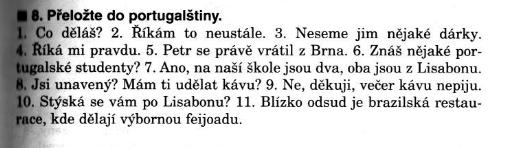 8. Přeložte do portugalštiny.
1. Co děláš? 2. Říkám to neustále. 3. Neseme jim nějaké dárky.
4. Říká mi pravdu. 5. Petr se právě vrátil z Brna. 6. Znáš nějaké por-
tugalské studenty? 7. Ano, na naší škole jsou dva, oba jsou z Lisabonu.
8. Jsi unavený? Mám ti udělat kávu? 9. Ne, děkuji, večer kávu nepiju.
10. Stýská se vám po Lisabonu? 11. Blízko odsud je brazilská restau-
race, kde dělají výbornou feijoadu.